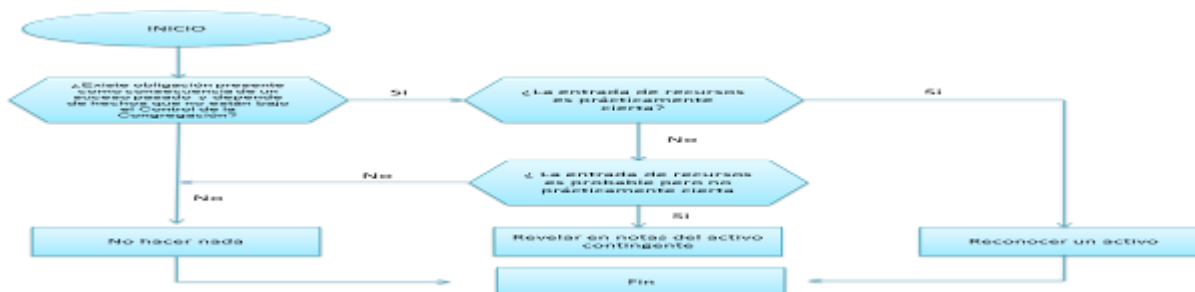 INICIO
¿Existe obligación presente
como consecuencia de un
suceso pasado y depende
de hechos que no están bajo
el Control de la
Congregación?
Si
¿La entrada de recursos
es prácticamente
cierta?
Si
No
¿ La entrada de recursos
es probable pero no
prácticamente cierta
No
No
Si
No hacer nada
Revelar en notas del activo
contingente
Reconocer un activo
Fin